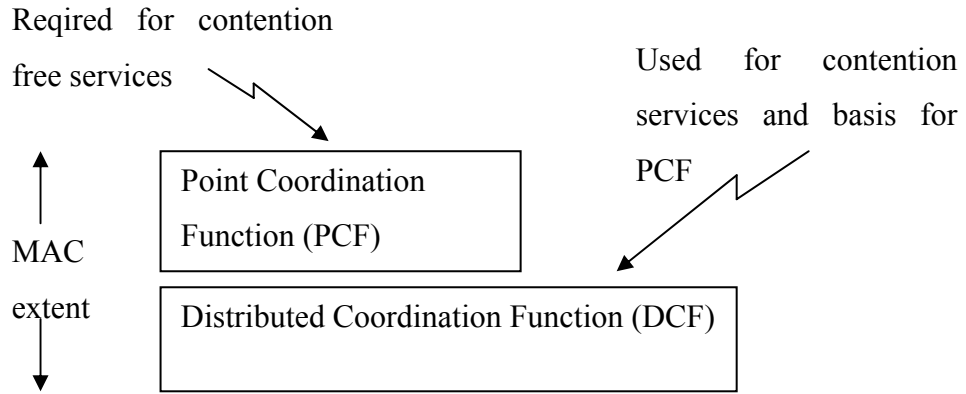 Reqired for contention
free services
Used for contention
services and basis for
PCF
Point Coordination
Function (PCF)
MAC
extent
Distributed Coordination Function (DCF)